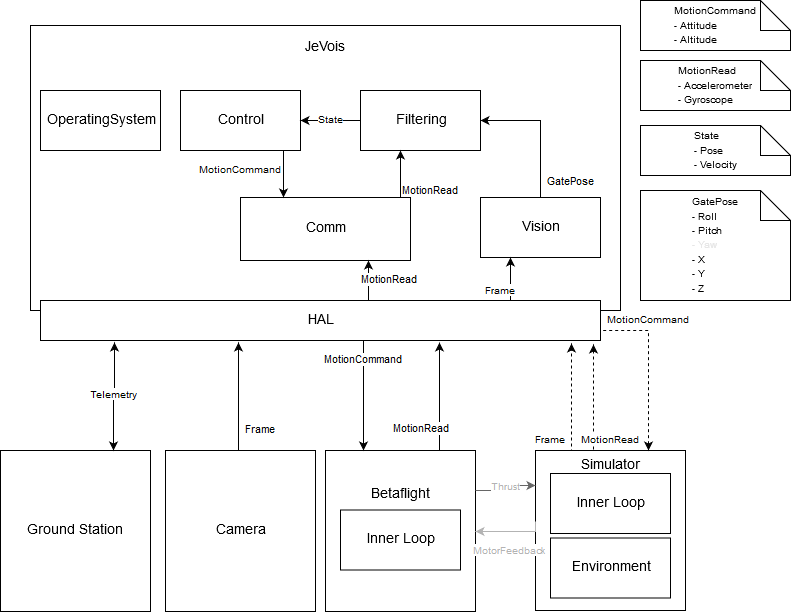 MotionCommand
- Attitude
- Altitude
JeVois
MotionRead
- Accelerometer
- Gyroscope
OperatingSystem
Control
State
Filtering
State
- Pose
- Velocity
MotionCommand
MotionRead
GatePose
GatePose
- Roll
- Pitch
- Yaw
- X
- Y
- Z
Comm
Vision
MotionRead
Frame
HAL
MotionCommand
MotionCommand
Telemetry
Frame
MotionRead
Frame
MotionRead
Ground Station
Camera
Betaflight
Inner Loop
Thrust
MotorFeedback
Simulator
Inner Loop
Environment